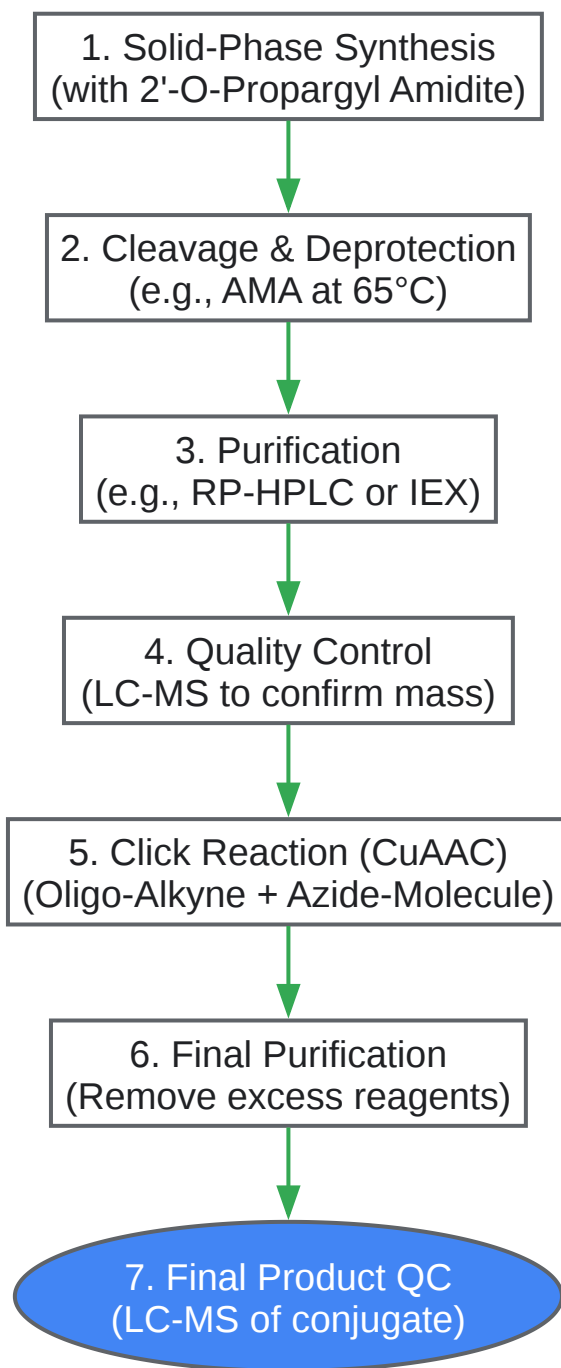 1. Solid-Phase Synthesis
(with 2'-O-Propargyl Amidite)
2. Cleavage & Deprotection
(e.g., AMA at 65°C)
3. Purification
(e.g., RP-HPLC or IEX)
4. Quality Control
(LC-MS to confirm mass)
5. Click Reaction (CuAAC)
(Oligo-Alkyne + Azide-Molecule)
6. Final Purification
(Remove excess reagents)
7. Final Product QC
(LC-MS of conjugate)